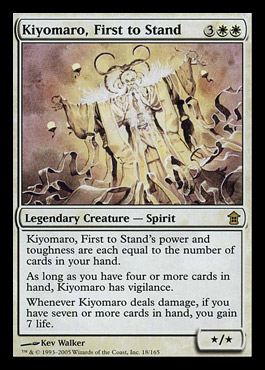 Kiyomaro, First to Stand 3
Legendary Creature — Spirit
Kiyomaro, First to Stand's power and
toughness are each equal to the number of
cards in your hand.
As long as you have four or more cards in
hand, Kiyomaro has vigilance.
Whenever Kiyomaro deals damage, if you
have seven or more cards in hand, you gain
7 life.
Kev Walker
™ & © 1993–2005 Wizards of the Coast, Inc. 18/165
*/*